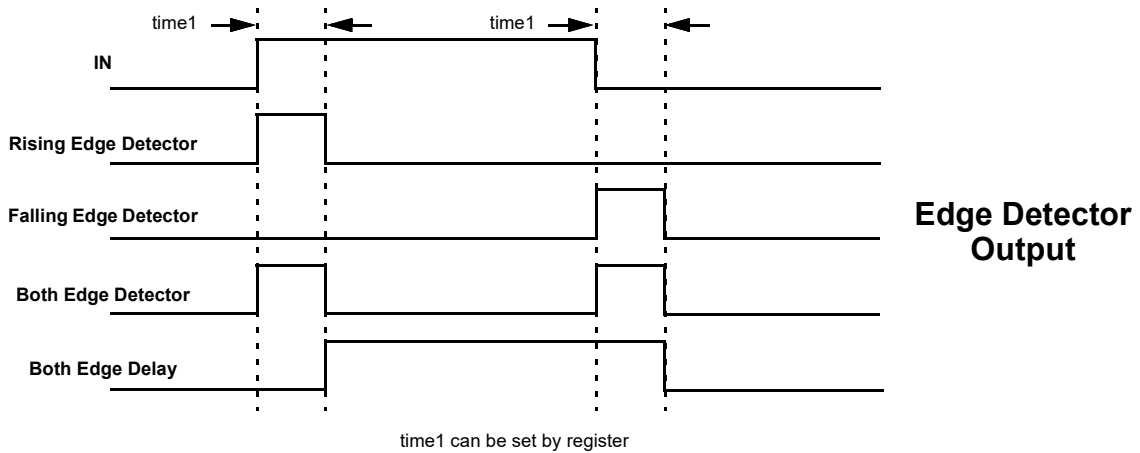 time1
time1
IN
Rising Edge Detector
Falling Edge Detector
Edge Detector
Output
Both Edge Detector
Both Edge Delay
time1 can be set by register